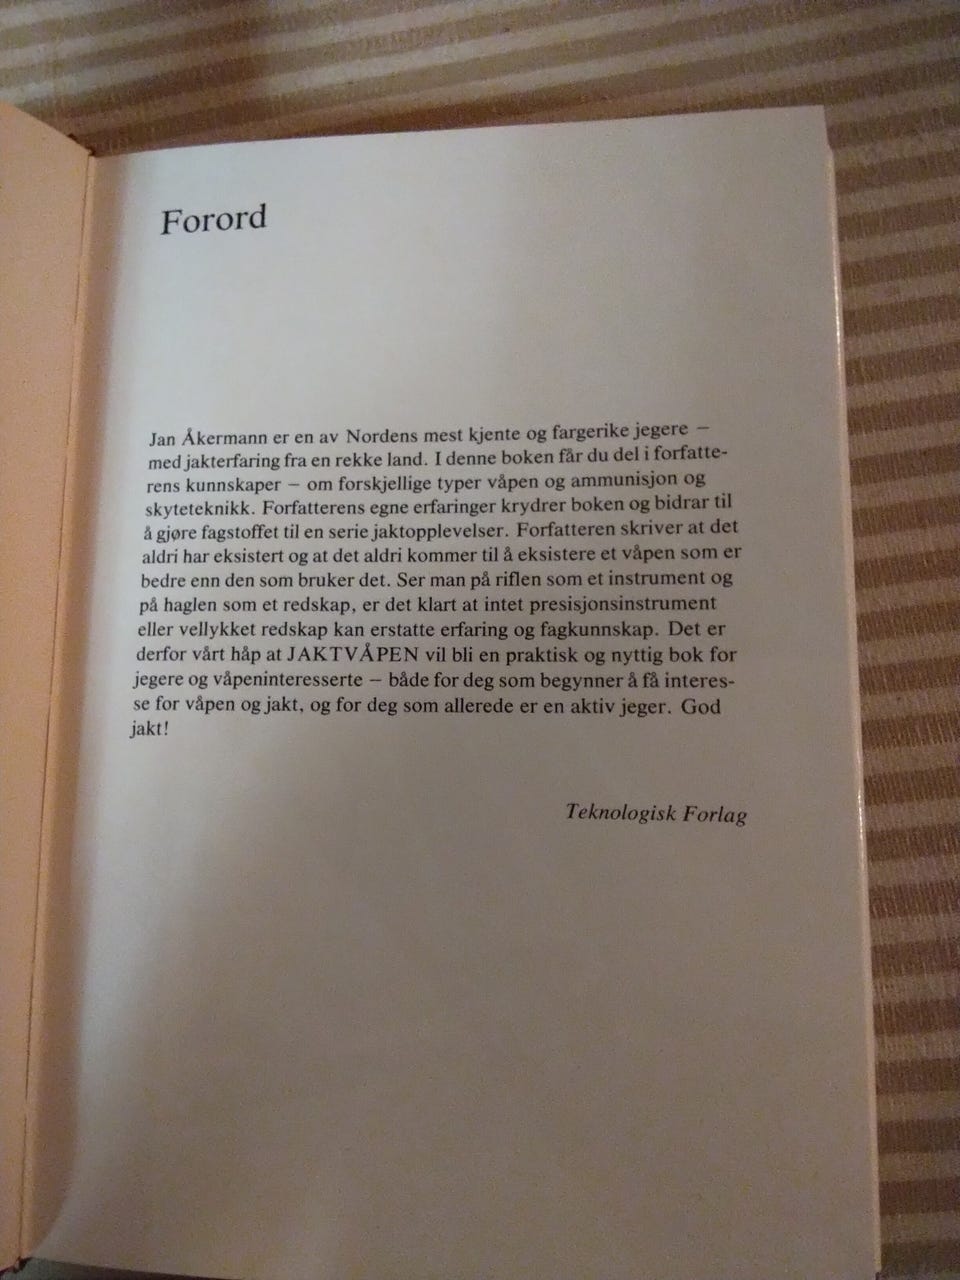 Forord
Jan Åkermann er en av Nordens mest kjente og fargerike jegere –
med jakterfaring fra en rekke land. I denne boken får du del i forfatte-
rens kunnskaper – om forskjellige typer våpen og ammunisjon og
skyteteknikk. Forfatterens egne erfaringer krydrer boken og bidrar til
å gjøre fagstoffet til en serie jaktopplevelser. Forfatteren skriver at det
aldri har eksistert og at det aldri kommer til å eksistere et våpen som er
bedre enn den som bruker det. Ser man på riflen som et instrument og
på haglen som et redskap, er det klart at intet presisjonsinstrument
eller vellykket redskap kan erstatte erfaring og fagkunnskap. Det er
derfor vårt håp at JAKTVÅPEN vil bli en praktisk og nyttig bok for
jegere og våpeninteresserte – både for deg som begynner å få interes-
se for våpen og jakt, og for deg som allerede er en aktiv jeger. God
jakt!
Teknologisk Forlag